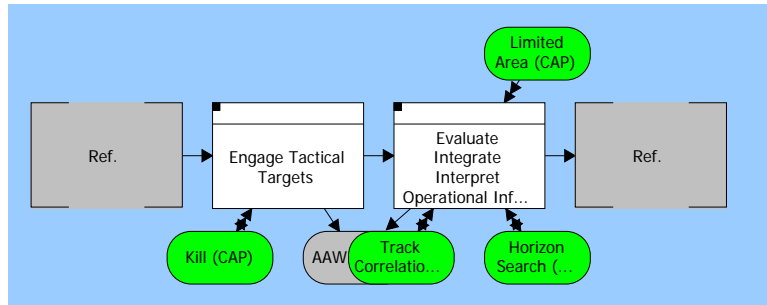 Limited
Area (CAP)
Ref.
Engage Tactical
Targets
Evaluate
Integrate
Interpret
Operational Inf...
Ref.
Kill (CAP)
AAW
Track
Correlatio...
Horizon
Search (...